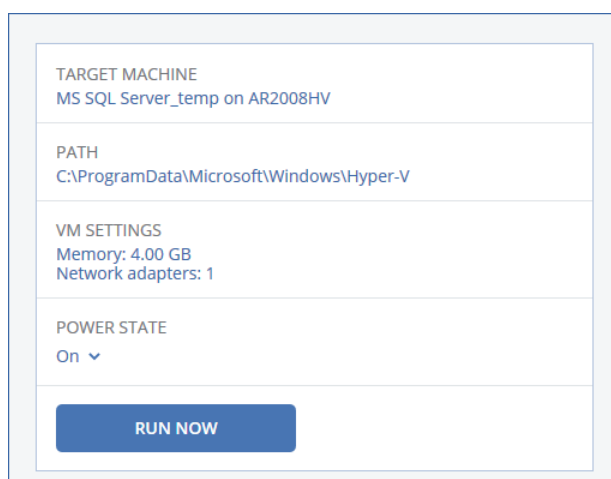 TARGET MACHINE
MS SQL Server_temp on AR2008HV
PATH
C:\ProgramData\Microsoft\Windows\Hyper-V
VM SETTINGS
Memory: 4.00 GB
Network adapters: 1
POWER STATE
On
RUN NOW